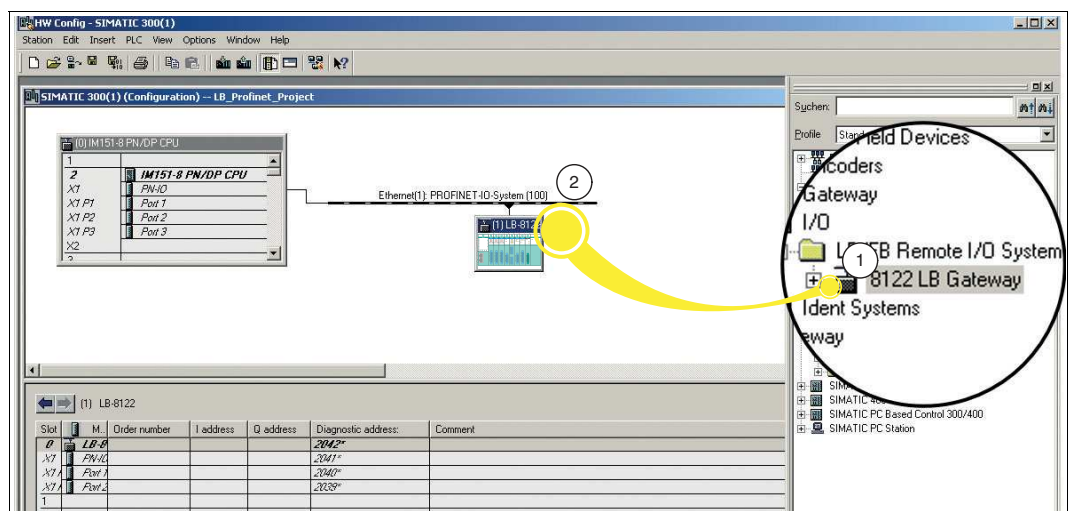 HW Config - SIMATIC 300(1)
Station Edit Insert PLC View Options Window Help
SIMATIC 300(1) (Configuration) -- LB_Profinet_Project
(0) IM151-8 PN/DP CPU
1
2 IM151-8 PN/DP CPU
X1 PN-IO
X1 P1 Port 1
X1 P2 Port 2
X1 P3 Port 3
X2
3
Ethernet(1): PROFINET-IO-System (100)
2
(1) LB-8122
Suchen:
Profile
Field Devices
coders
Gateway
I/O
Remote I/O System
1
8122 LB Gateway
Ident Systems
eway
SIMATIC PC Based Control 300/400
SIMATIC PC Station
(1) LB-8122
Slot M.. Order number I address Q address Diagnostic address: Comment
0 LB-8 2042*
X1 PN-IO 2041*
X1 Port 1 2040*
X1 Port 2 2039*
1